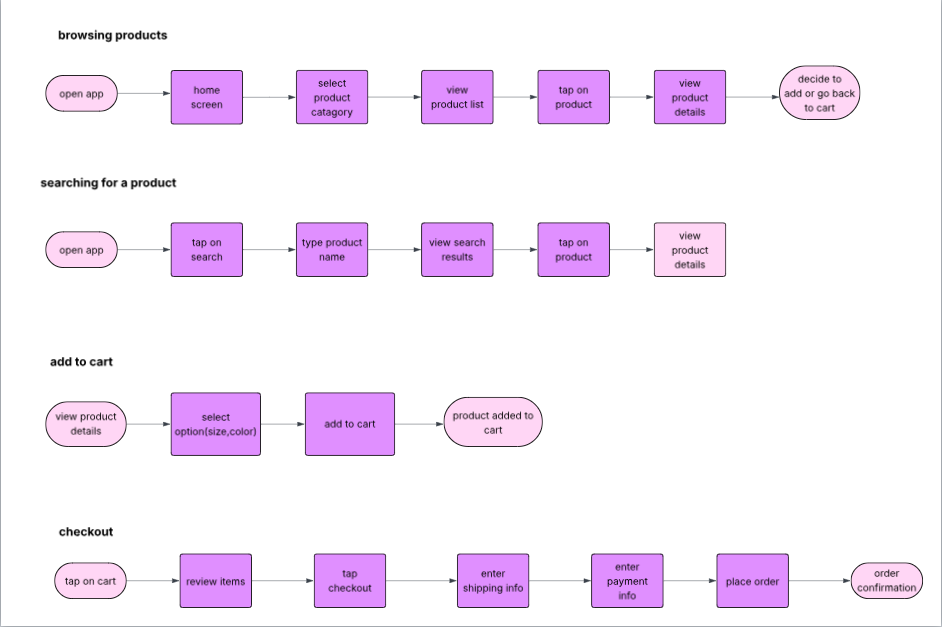 browsing products
open app
home
screen
select
product
catagory
view
product list
tap on
product
view
product
details
decide to
add or go back
to cart
searching for a product
open app
tap on
search
type product
name
view search
results
tap on
product
view
product
details
add to cart
view product
details
select
option(size,color)
add to cart
product added to
cart
checkout
tap on cart
review items
tap
checkout
enter
shipping info
enter
payment
info
place order
order
confirmation